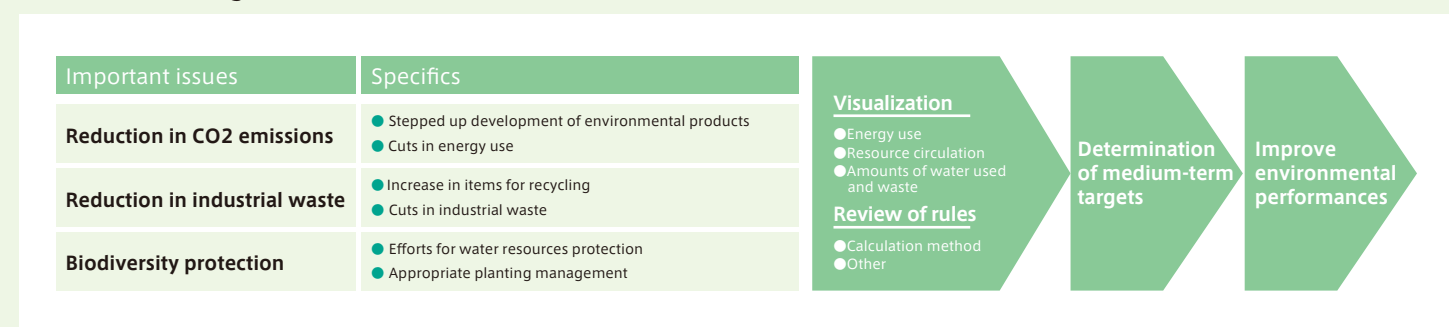 Important issues
Specifics
Reduction in CO2 emissions
● Stepped up development of environmental products
● Cuts in energy use
Reduction in industrial waste
● Increase in items for recycling
● Cuts in industrial waste
Biodiversity protection
● Efforts for water resources protection
● Appropriate planting management
Visualization
●Energy use
●Resource circulation
●Amounts of water used
and waste
Review of rules
●Calculation method
●Other
Determination
of medium-term
targets
Improve
environmental
performances